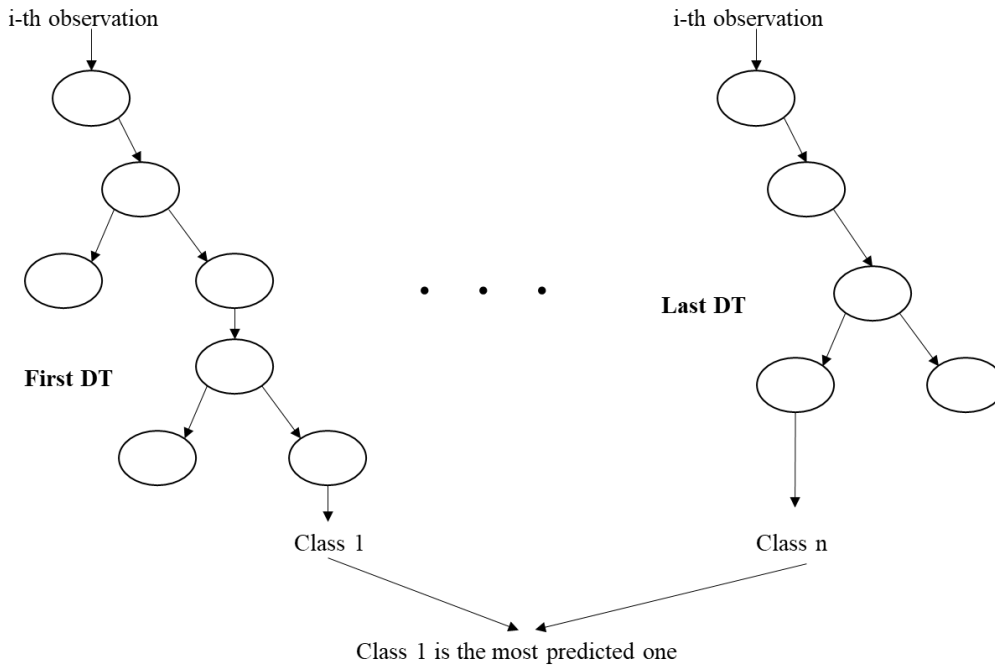 i-th observation
i-th observation
Last DT
First DT
Class 1
Class n
Class 1 is the most predicted one